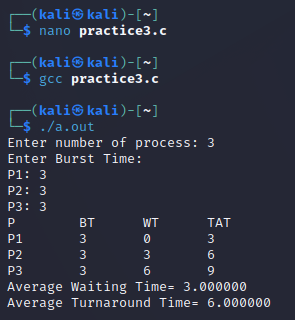 ┌──(kali㉿kali)-[~]
└─$ nano practice3.c
┌──(kali㉿kali)-[~]
└─$ gcc practice3.c
┌──(kali㉿kali)-[~]
└─$ ./a.out
Enter number of process: 3
Enter Burst Time:
P1: 3
P2: 3
P3: 3
P        BT       WT      TAT
P1       3        0       3
P2       3        3       6
P3       3        6       9
Average Waiting Time= 3.000000
Average Turnaround Time= 6.000000